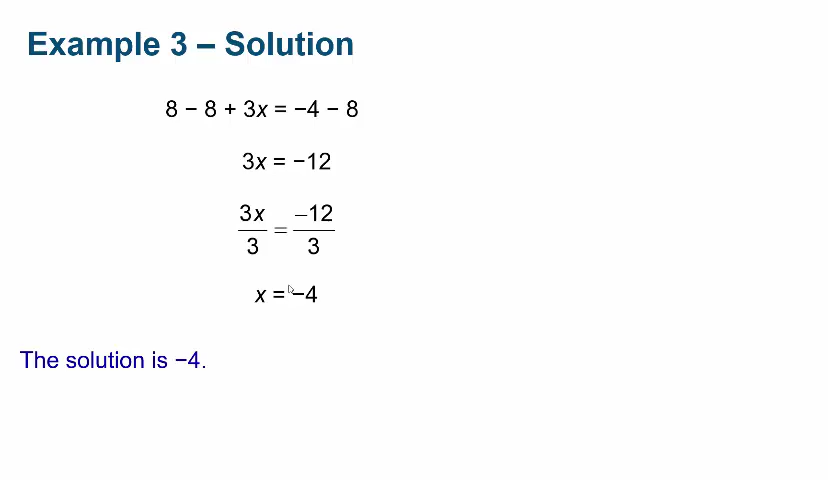 Example 3 – Solution
8 − 8 + 3x = −4 − 8
3x = −12
3x/3 = −12/3
x = −4
The solution is −4.